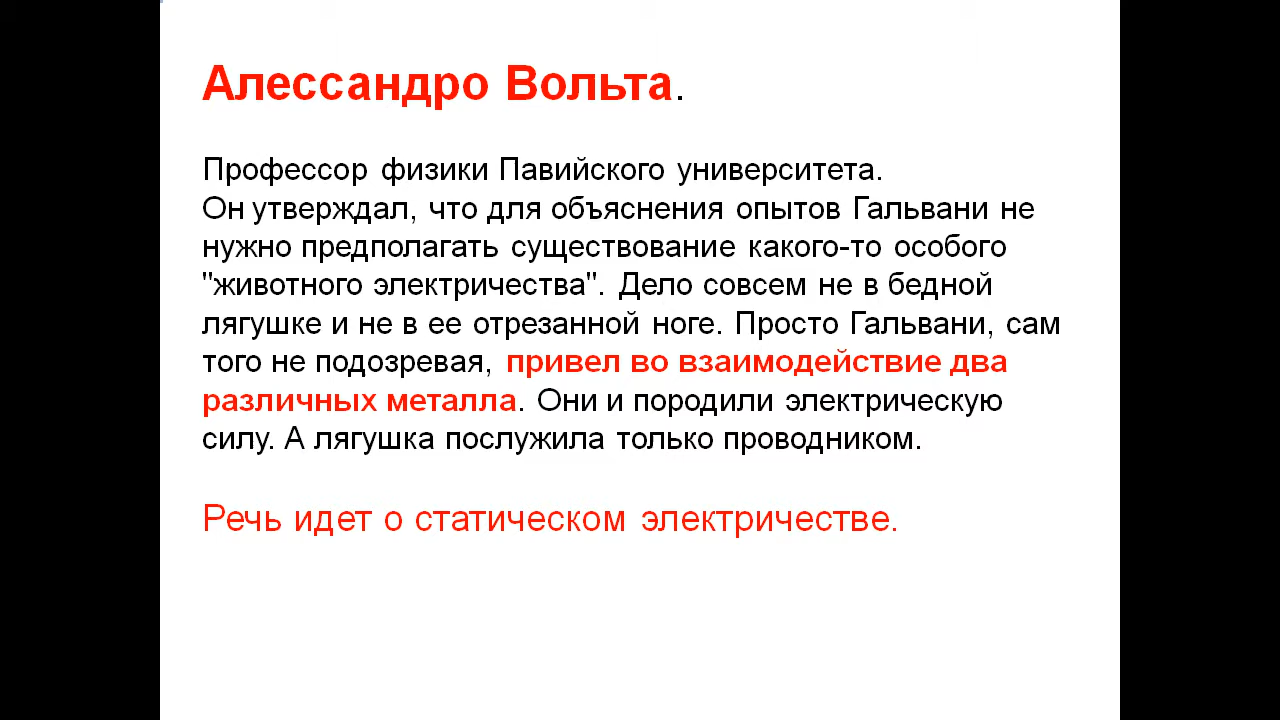 Алессандро Вольта.
Профессор физики Павийского университета.
Он утверждал, что для объяснения опытов Гальвани не
нужно предполагать существование какого-то особого
"животного электричества". Дело совсем не в бедной
лягушке и не в ее отрезанной ноге. Просто Гальвани, сам
того не подозревая, привел во взаимодействие два
различных металла. Они и породили электрическую
силу. А лягушка послужила только проводником.
Речь идет о статическом электричестве.